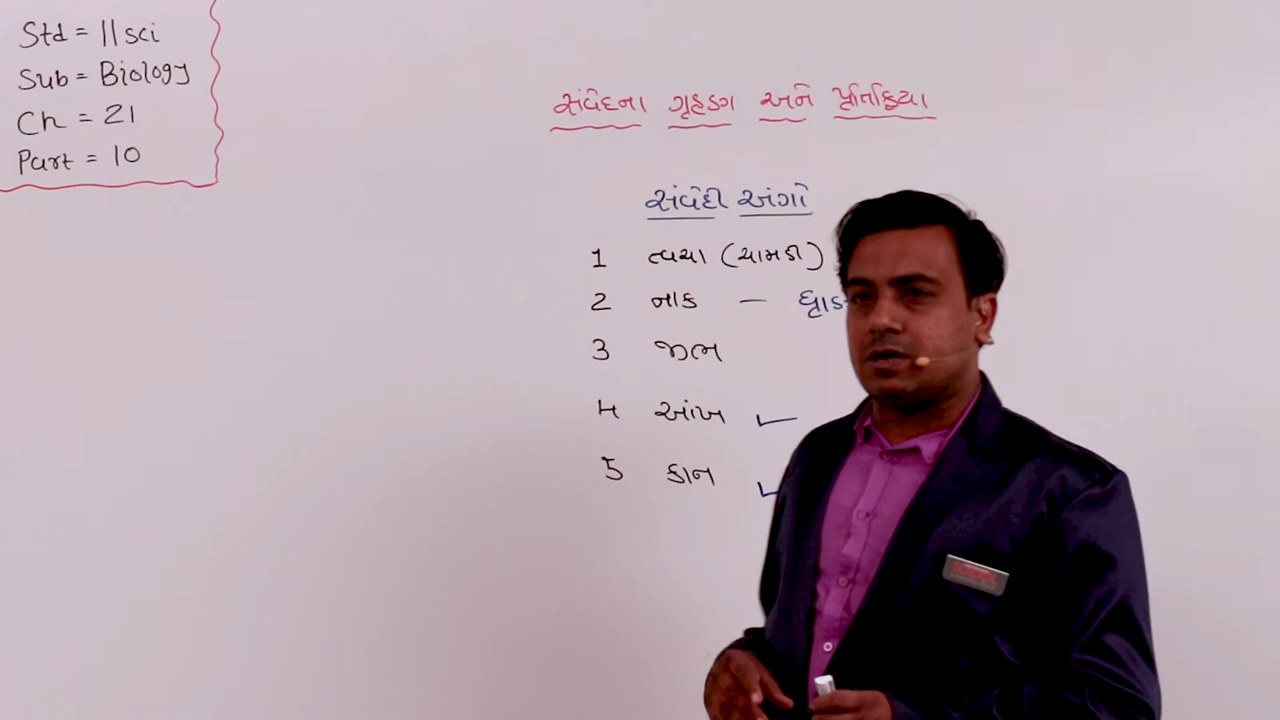 Std = 11 sci
Sub = Biology
Ch = 21
Part = 10
સંવેદના ગ્રહણ અને પ્રતિક્રિયા
સંવેદી અંગો
1 ત્વચા (ચામડી)
2 નાક —
3 જીભ
4 આંખ ✓
5 કાન ✓